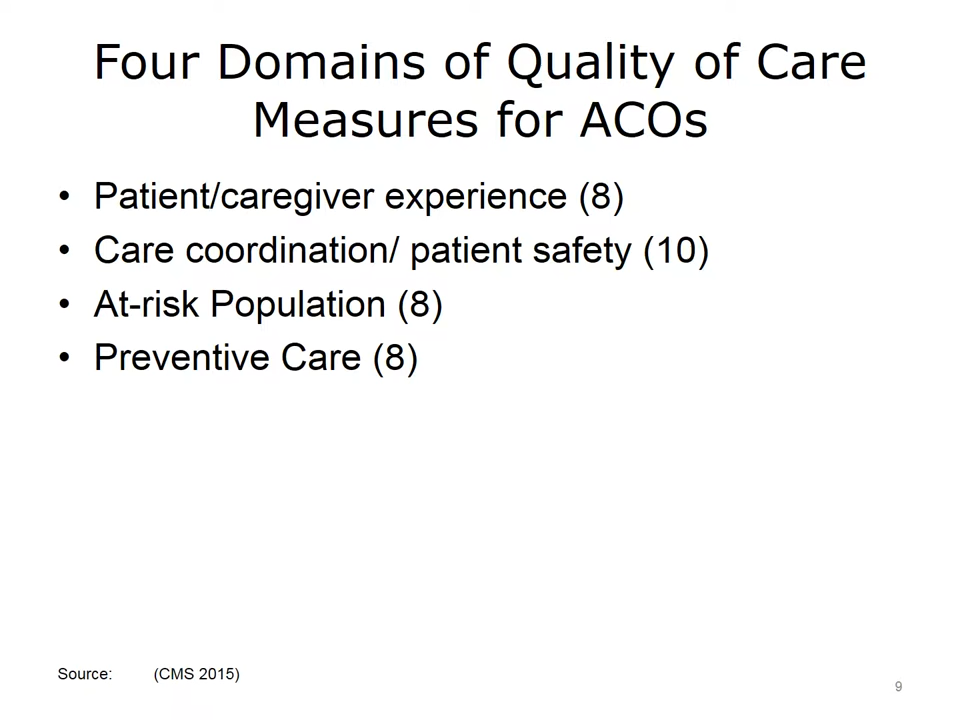 Four Domains of Quality of Care
Measures for ACOs
• Patient/caregiver experience (8)
• Care coordination/ patient safety (10)
• At-risk Population (8)
• Preventive Care (8)
Source: (CMS 2015)
9